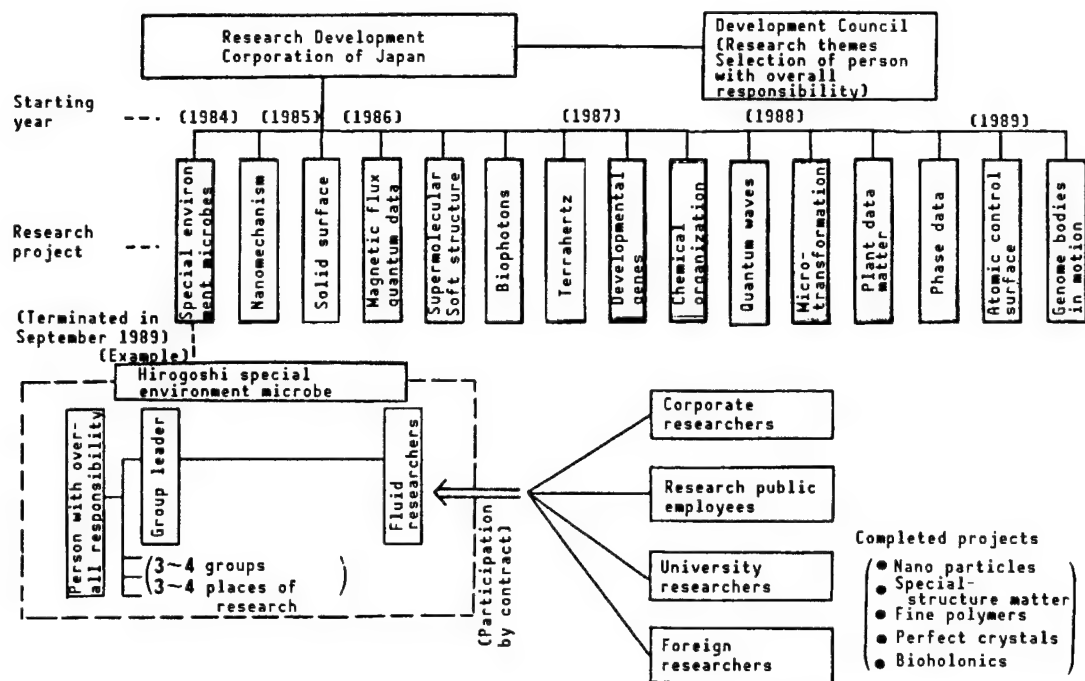 Research Development
Corporation of Japan
Development Council
(Research themes
Selection of person
with overall
responsibility)
Starting
year
(1984)
(1985)
(1986)
(1987)
(1988)
(1989)
Research
project
Special environ
ment microbes
Nanomechanism
Solid surface
Magnetic flux
quantum data
Supermolecular
Soft structure
Biophotons
Terrahertz
Developmental
genes
Chemical
organization
Quantum waves
Micro-
transformation
Plant data
matter
Phase data
Atomic control
surface
Genome bodies
in motion
(Terminated in
September 1989)
(Example)
Hirogoshi special
environment microbe
Person with over-
all responsibility
Group leader
Fluid
researchers
(3~4 groups
3~4 places of
research)
(Participation
by contract)
Corporate
researchers
Research public
employees
University
researchers
Foreign
researchers
Completed projects
● Nano particles
● Special-
structure matter
● Fine polymers
● Perfect crystals
● Bioholonics